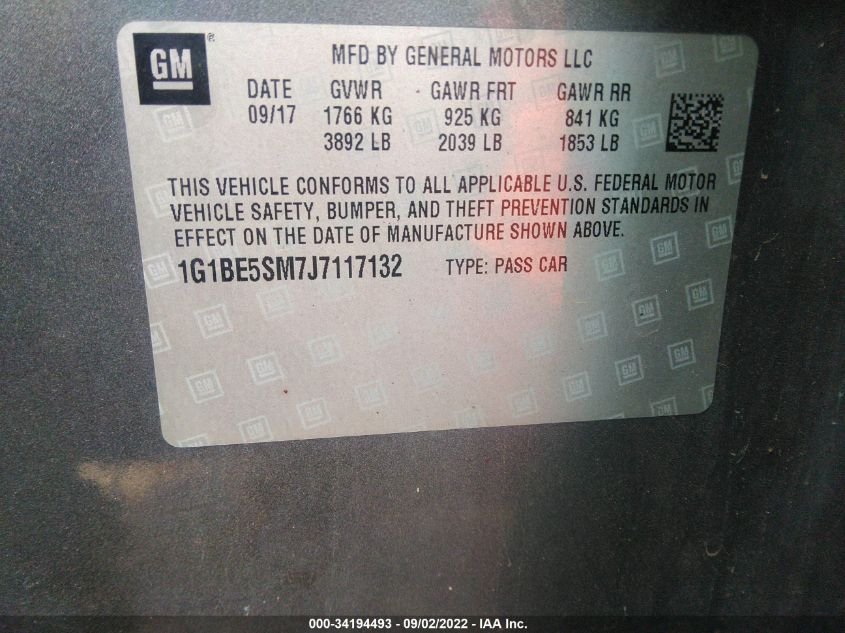 GM ®
MFD BY GENERAL MOTORS LLC
DATE GVWR GAWR FRT GAWR RR
09/17 1766 KG 925 KG 841 KG
3892 LB 2039 LB 1853 LB
THIS VEHICLE CONFORMS TO ALL APPLICABLE U.S. FEDERAL MOTOR
VEHICLE SAFETY, BUMPER, AND THEFT PREVENTION STANDARDS IN
EFFECT ON THE DATE OF MANUFACTURE SHOWN ABOVE.
1G1BE5SM7J7117132 TYPE: PASS CAR
000-34194493 - 09/02/2022 - IAA Inc.